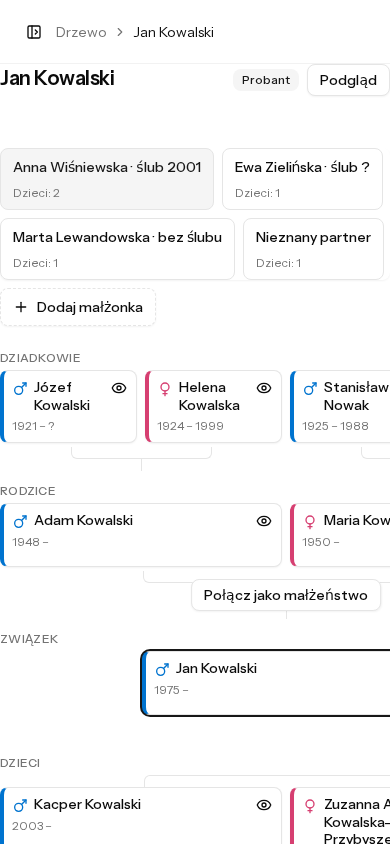 Drzewo > Jan Kowalski
Jan Kowalski
Probant
Podgląd
Anna Wiśniewska · ślub 2001
Dzieci: 2
Ewa Zielińska · ślub ?
Dzieci: 1
Marta Lewandowska · bez ślubu
Dzieci: 1
Nieznany partner
Dzieci: 1
+ Dodaj małżonka
DZIADKOWIE
Józef
Kowalski
1921 – ?
Helena
Kowalska
1924 – 1999
Stanisław
Nowak
1925 – 1988
RODZICE
Adam Kowalski
1948 –
Maria Kow
1950 –
Połącz jako małżeństwo
ZWIĄZEK
Jan Kowalski
1975 –
DZIECI
Kacper Kowalski
2003 –
Zuzanna A
Kowalska-
Przybysze